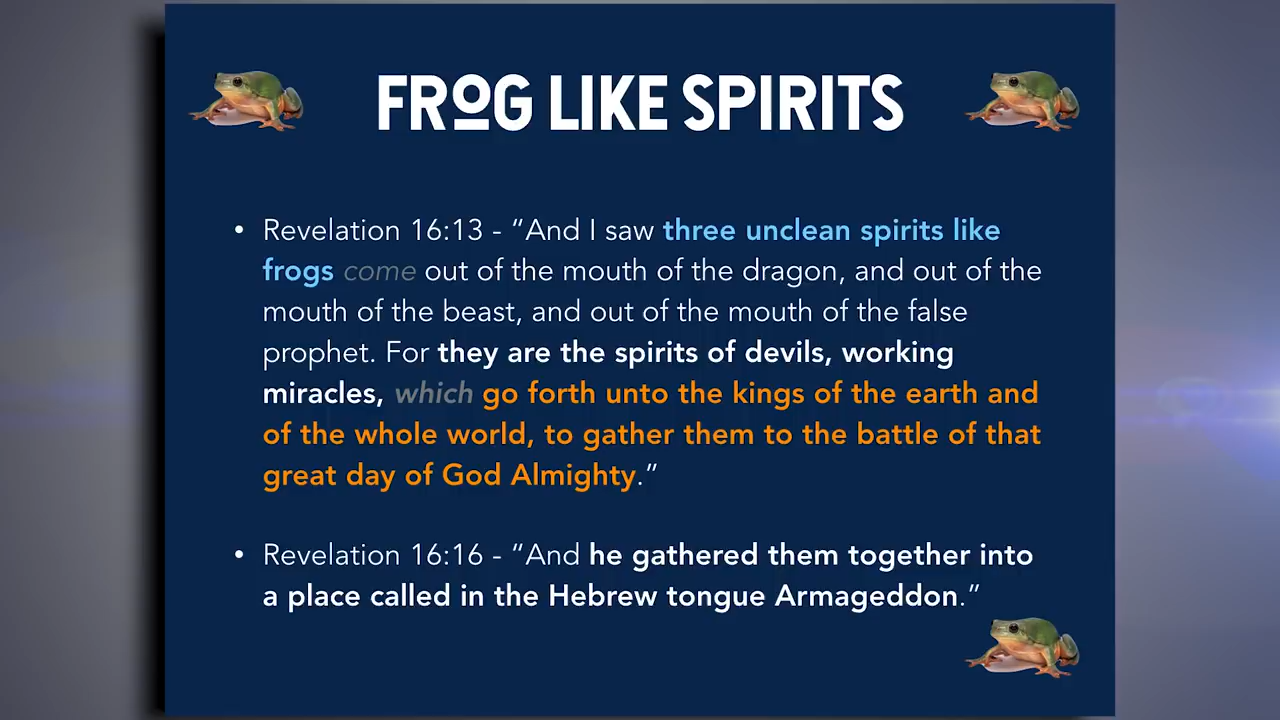 FROG LIKE SPIRITS
• Revelation 16:13 - “And I saw three unclean spirits like
frogs come out of the mouth of the dragon, and out of the
mouth of the beast, and out of the mouth of the false
prophet. For they are the spirits of devils, working
miracles, which go forth unto the kings of the earth and
of the whole world, to gather them to the battle of that
great day of God Almighty.”
• Revelation 16:16 - “And he gathered them together into
a place called in the Hebrew tongue Armageddon.”